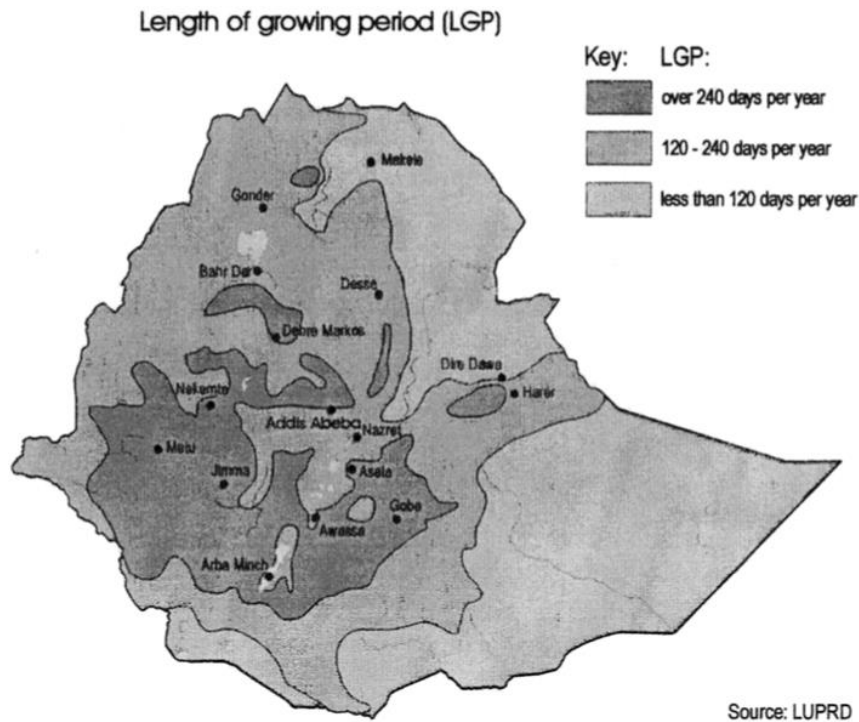 Length of growing period (LGP)
Key: LGP:
over 240 days per year
120 - 240 days per year
less than 120 days per year
Mekele
Gonder
Bahr Dar
Desse
Debre Markos
Dire Dawa
Nekemte
Harer
Addis Abeba
Nazret
Metu
Asela
Jimma
Goba
Awassa
Arba Minch
Source: LUPRD